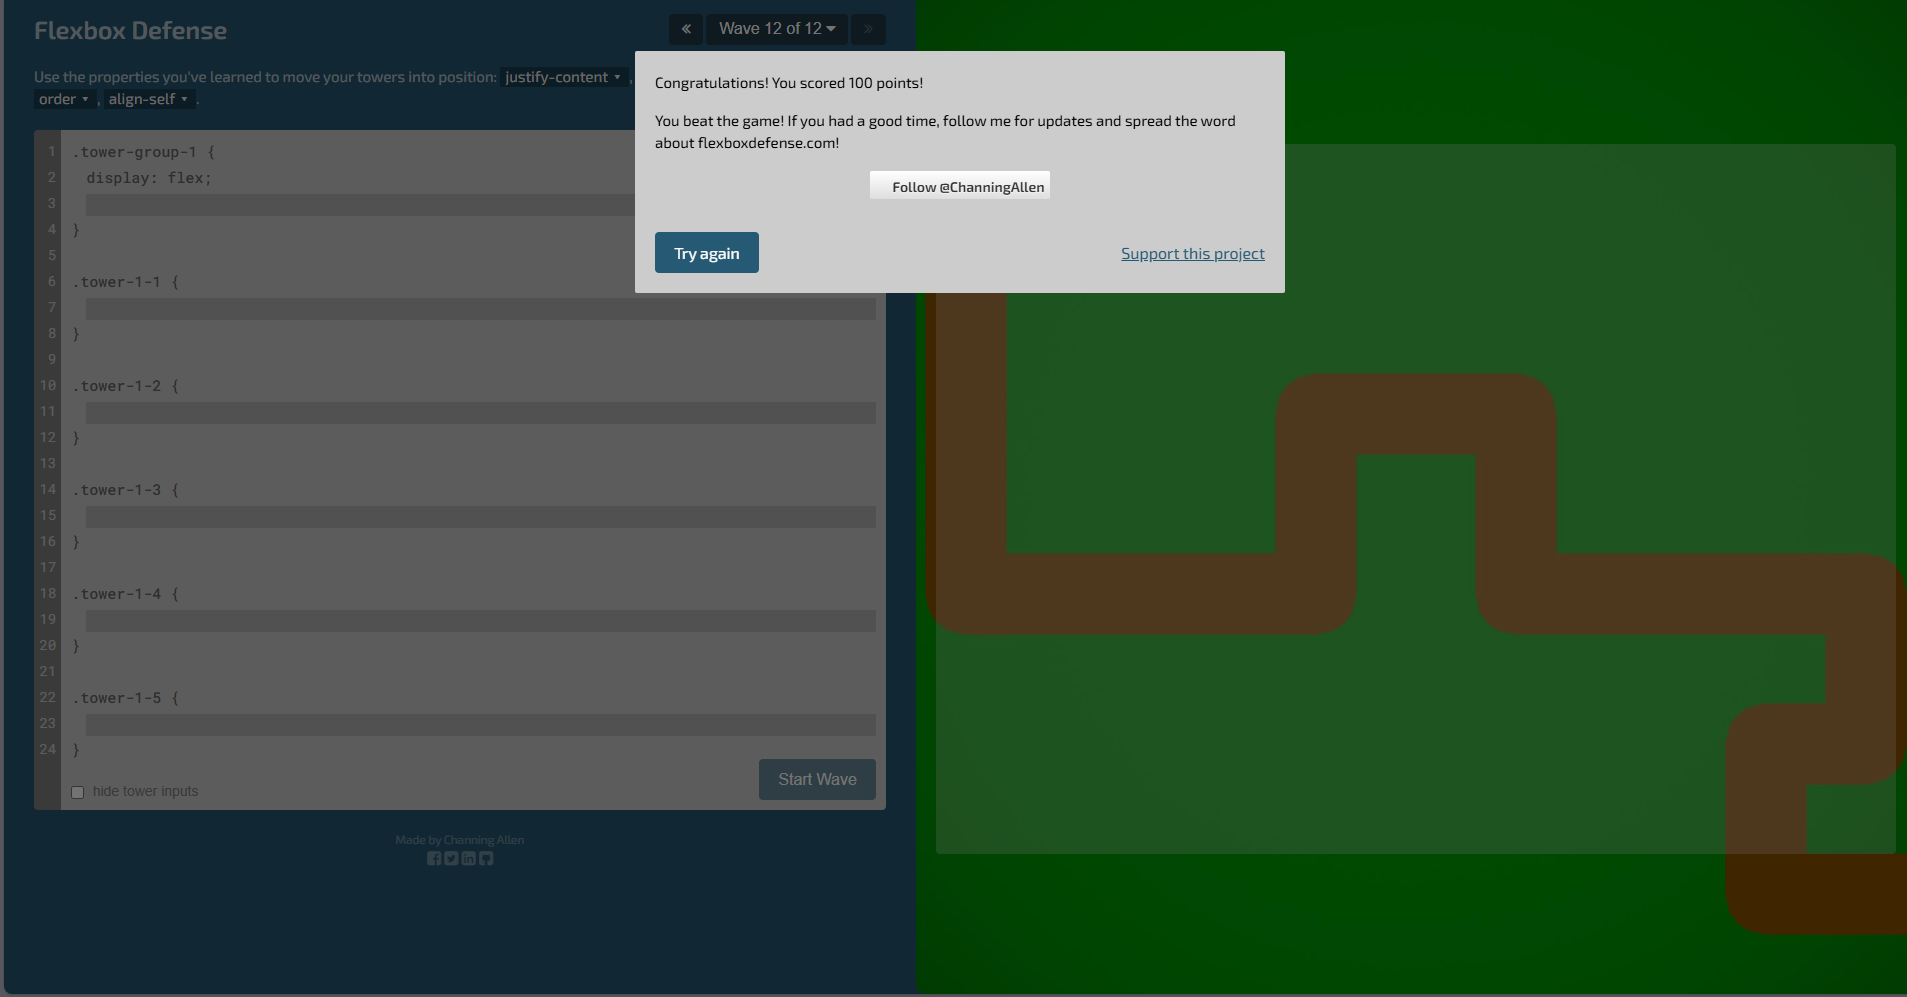 Flexbox Defense
« Wave 12 of 12 »
Use the properties you've learned to move your towers into position: justify-content ,
order , align-self .
Congratulations! You scored 100 points!
You beat the game! If you had a good time, follow me for updates and spread the word
about flexboxdefense.com!
Follow @ChanningAllen
Try again
Support this project
1 .tower-group-1 {
2 display: flex;
3
4 }
5
6 .tower-1-1 {
7
8 }
9
10 .tower-1-2 {
11
12 }
13
14 .tower-1-3 {
15
16 }
17
18 .tower-1-4 {
19
20 }
21
22 .tower-1-5 {
23
24 }
hide tower inputs
Start Wave
Made by Channing Allen